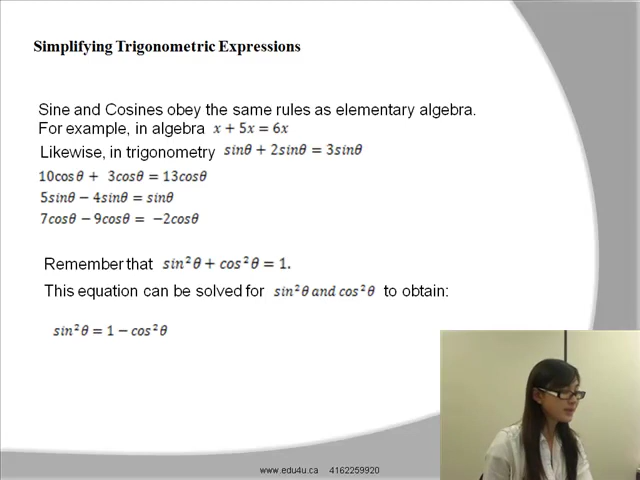 Simplifying Trigonometric Expressions
Sine and Cosines obey the same rules as elementary algebra.
For example, in algebra x + 5x = 6x
Likewise, in trigonometry sinθ + 2sinθ = 3sinθ
10cosθ + 3cosθ = 13cosθ
5sinθ − 4sinθ = sinθ
7cosθ − 9cosθ = −2cosθ
Remember that sin²θ + cos²θ = 1.
This equation can be solved for sin²θ and cos²θ to obtain:
sin²θ = 1 − cos²θ
www.edu4u.ca 4162259920